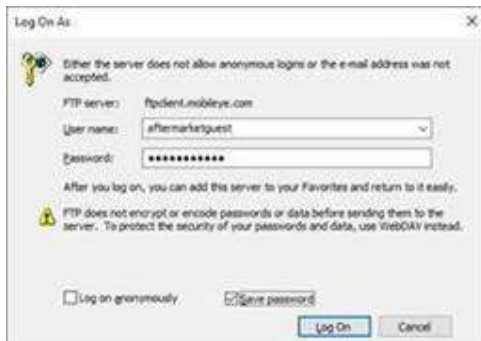 Log On As
Either the server does not allow anonymous logins or the e-mail address was not
accepted.
FTP server: ftpclient.mobileye.com
User name: aftermarketguest
Password: ●●●●●●●●●●●
After you log on, you can add this server to your Favorites and return to it easily.
FTP does not encrypt or encode passwords or data before sending them to the
server. To protect the security of your passwords and data, use WebDAV instead.
Log on anonymously Save password
Log On Cancel